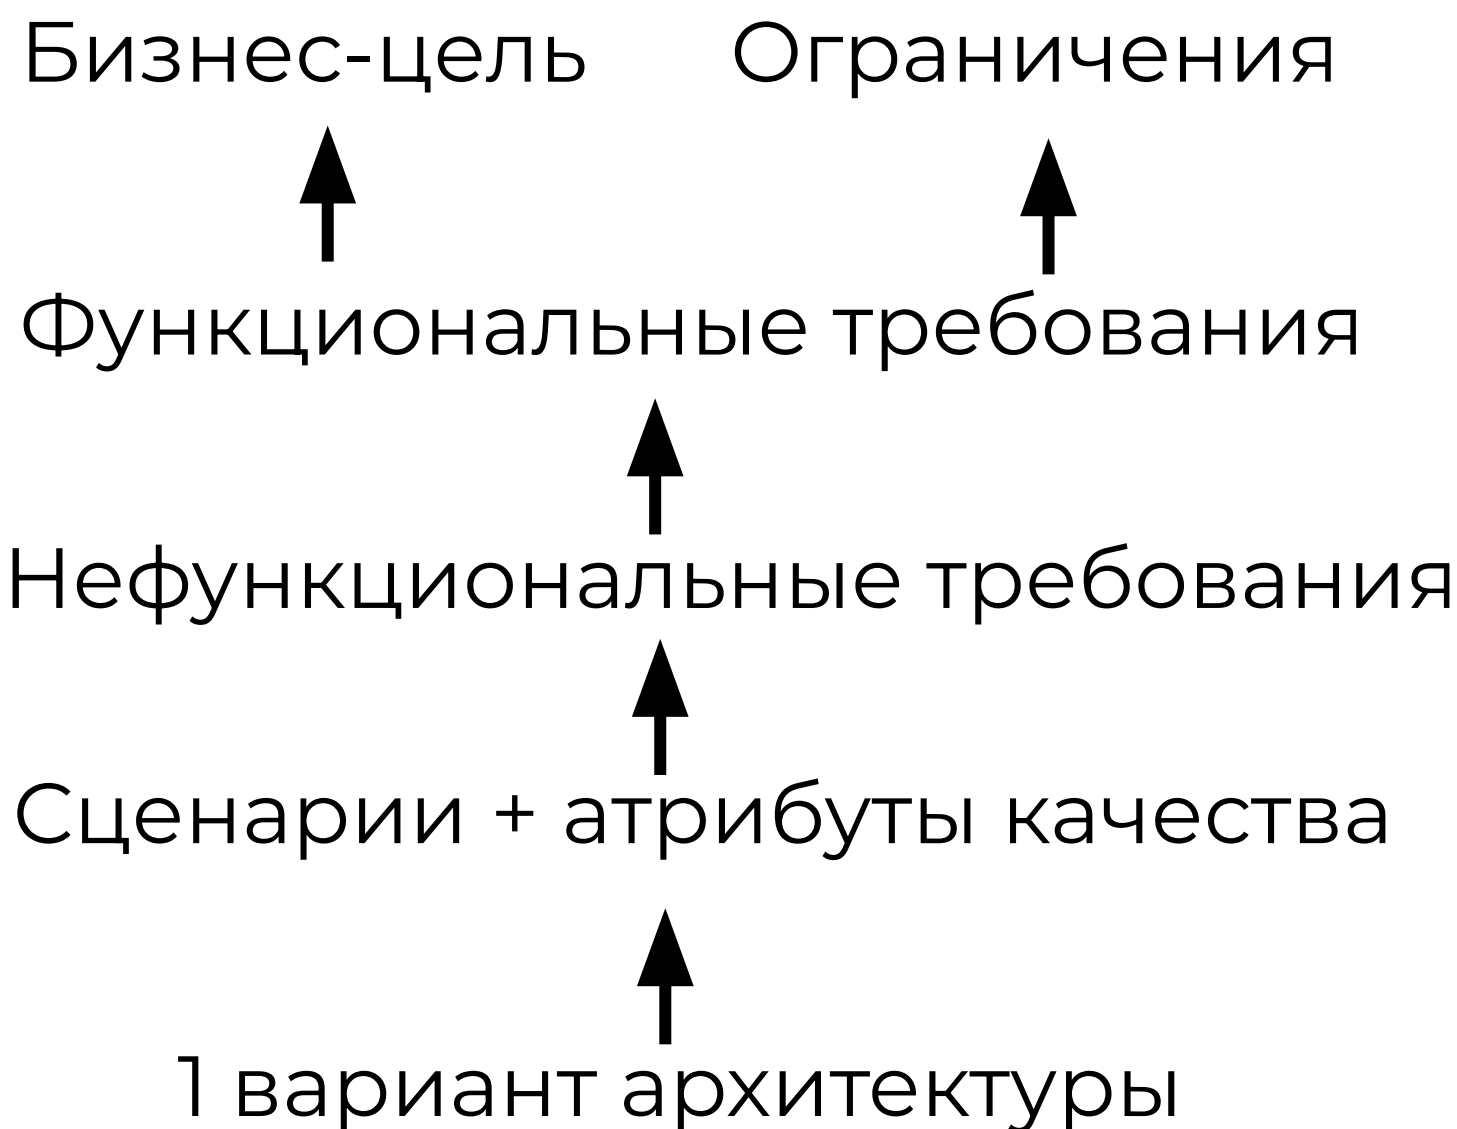 Бизнес-цель Ограничения
Функциональные требования
Нефункциональные требования
Сценарии + атрибуты качества
1 вариант архитектуры